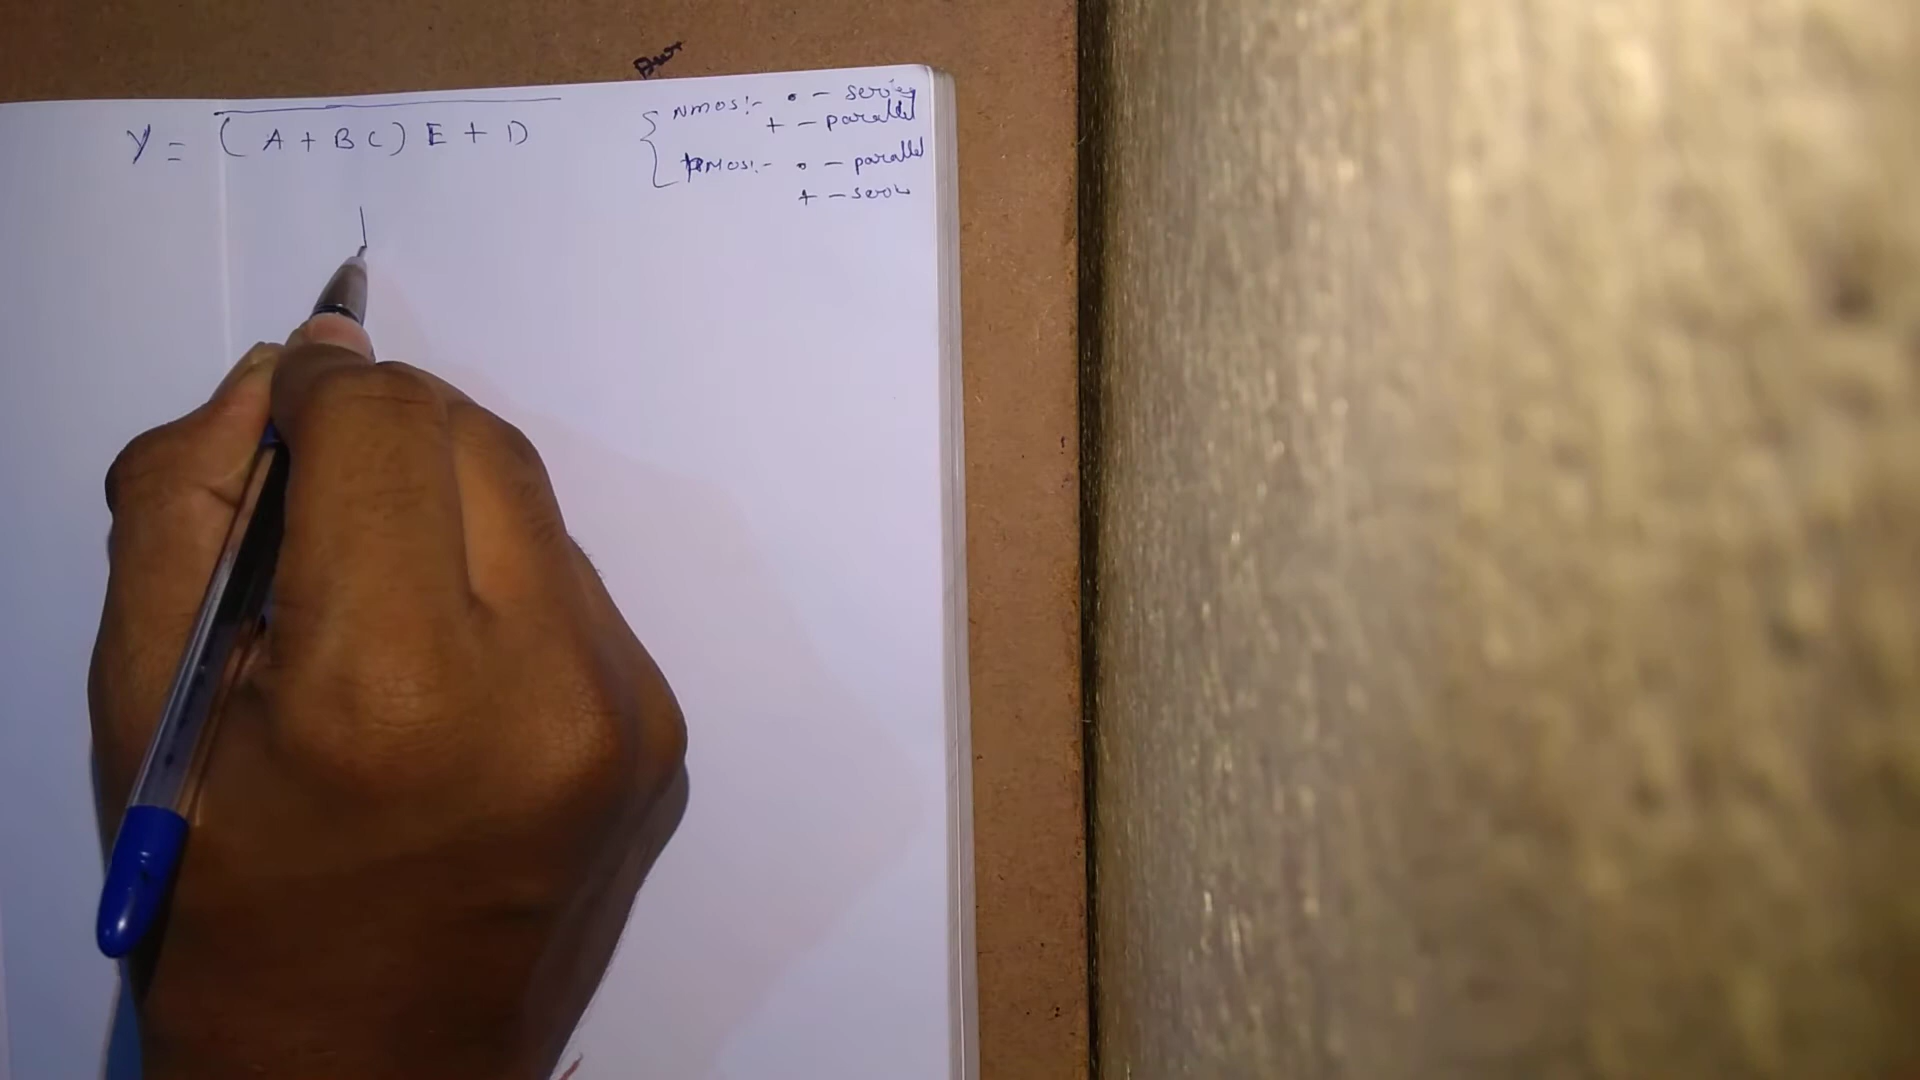 Y = (A + BC) E + D
NMOS:- • - series
+ - parallel
PMOS:- • - parallel
+ - series